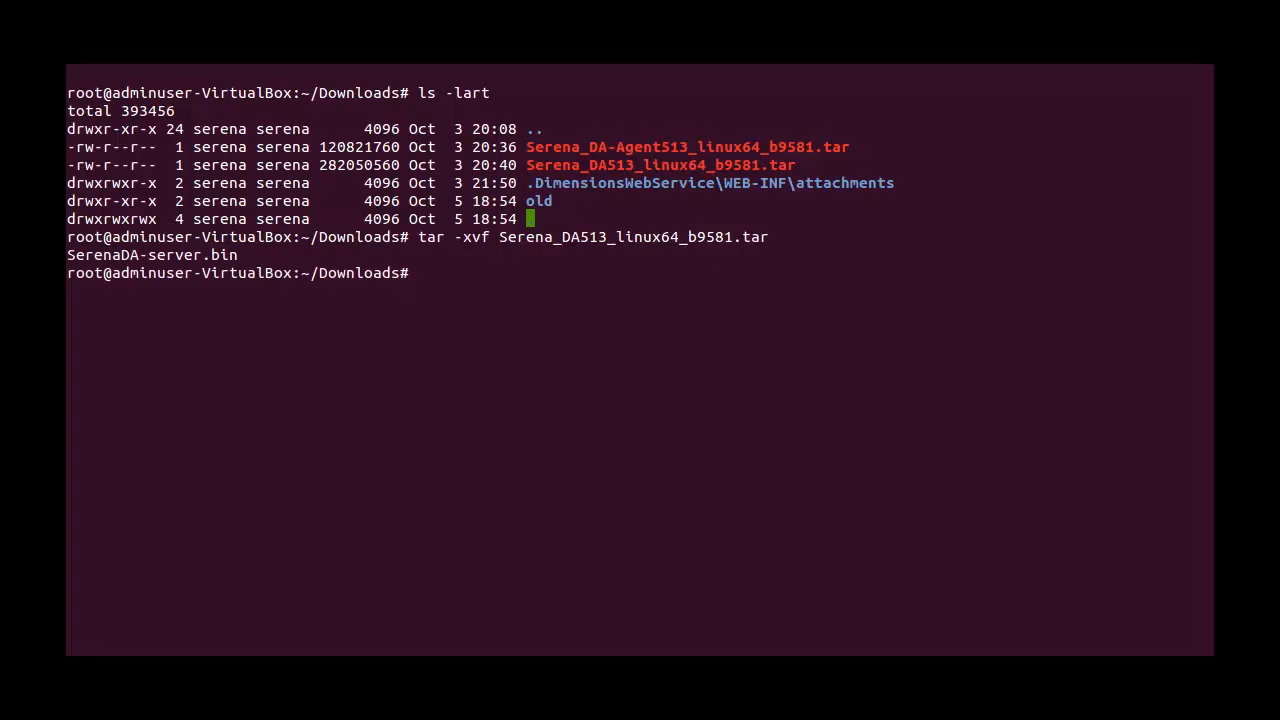 root@adminuser-VirtualBox:~/Downloads# ls -lart
total 393456
drwxr-xr-x 24 serena serena      4096 Oct  3 20:08 ..
-rw-r--r--  1 serena serena 120821760 Oct  3 20:36 Serena_DA-Agent513_linux64_b9581.tar
-rw-r--r--  1 serena serena 282050560 Oct  3 20:40 Serena_DA513_linux64_b9581.tar
drwxrwxr-x  2 serena serena      4096 Oct  3 21:50 .DimensionsWebService\WEB-INF\attachments
drwxr-xr-x  2 serena serena      4096 Oct  5 18:54 old
drwxrwxrwx  4 serena serena      4096 Oct  5 18:54
root@adminuser-VirtualBox:~/Downloads# tar -xvf Serena_DA513_linux64_b9581.tar
SerenaDA-server.bin
root@adminuser-VirtualBox:~/Downloads#